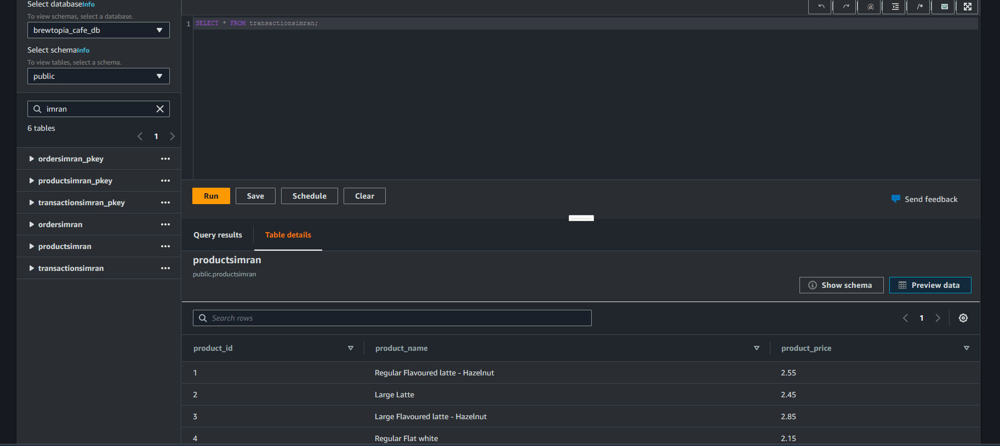 Select databaseInfo
To view schemas, select a database.
brewtopia_cafe_db
Select schemaInfo
To view tables, select a schema.
public
imran
6 tables
1
ordersimran_pkey
productsimran_pkey
transactionsimran_pkey
ordersimran
productsimran
transactionsimran
@ /*
1 SELECT * FROM transactionsimran;
1
Run Save Schedule Clear
Send feedback
Query results Table details
productsimran
public.productsimran
Show schema Preview data
Search rows
1
product_id product_name product_price
1 Regular Flavoured latte - Hazelnut 2.55
2 Large Latte 2.45
3 Large Flavoured latte - Hazelnut 2.85
4 Regular Flat white 2.15